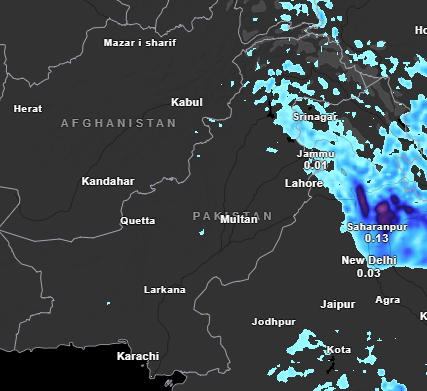 Mazar i sharif
Ho
Kabul
Herat
Srinagar
AFGHANISTAN
Jammu
0.01
Kandahar
Lahore
Quetta
PAKISTAN
Multan
Saharanpur
0.13
New Delhi
0.03
Larkana
Jaipur
Agra
Jodhpur
K
Kota
Karachi